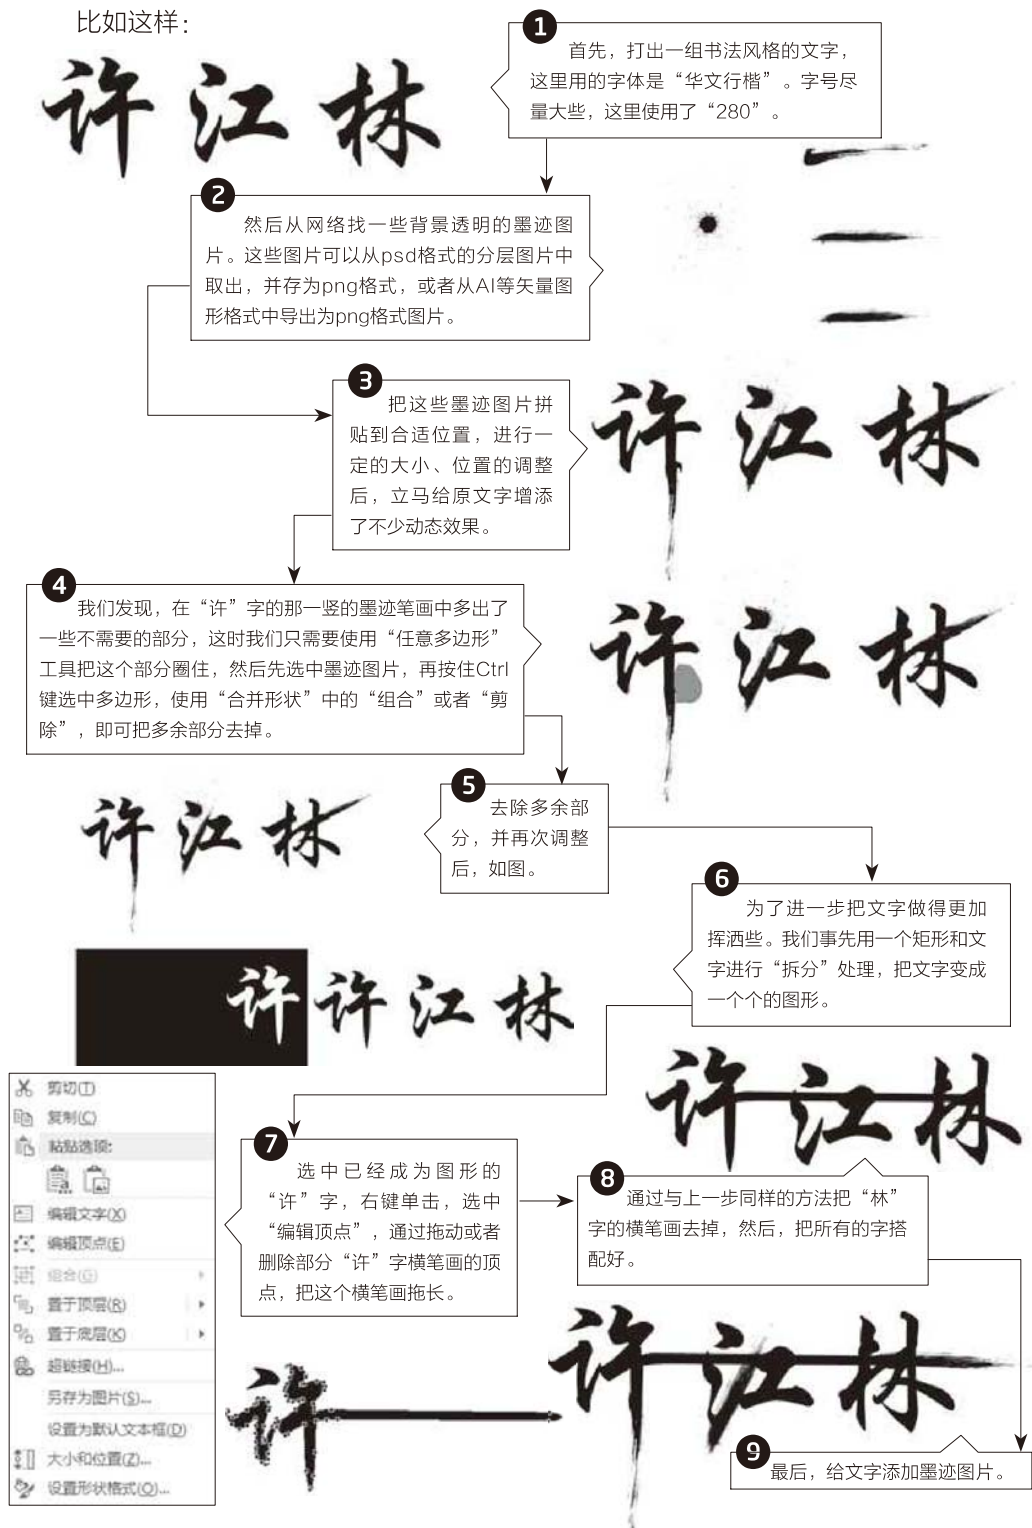 比如这样：
许江林
1
首先，打出一组书法风格的文字，
这里用的字体是“华文行楷”。字号尽
量大些，这里使用了“280”。
2
然后从网络找一些背景透明的墨迹图
片。这些图片可以从psd格式的分层图片中
取出，并存为png格式，或者从AI等矢量图
形格式中导出为png格式图片。
3
把这些墨迹图片拼
贴到合适位置，进行一
定的大小、位置的调整
后，立马给原文字增添
了不少动态效果。
许江林
4
我们发现，在“许”字的那一竖的墨迹笔画中多出了
一些不需要的部分，这时我们只需要使用“任意多边形”
工具把这个部分圈住，然后先选中墨迹图片，再按住Ctrl
键选中多边形，使用“合并形状”中的“组合”或者“剪
除”，即可把多余部分去掉。
许江林
5
去除多余部
分，并再次调整
后，如图。
许江林
6
为了进一步把文字做得更加
挥洒些。我们事先用一个矩形和文
字进行“拆分”处理，把文字变成
一个个的图形。
许许江林
7
选中已经成为图形的
“许”字，右键单击，选中
“编辑顶点”，通过拖动或者
删除部分“许”字横笔画的顶
点，把这个横笔画拖长。
剪切(T)
复制(C)
粘贴选项:
编辑文字(X)
编辑顶点(E)
组合(G)
置于顶层(R)
置于底层(K)
超链接(H)...
另存为图片(S)...
设置为默认文本框(D)
大小和位置(Z)...
设置形状格式(O)...
许
许江林
8
通过与上一步同样的方法把“林”
字的横笔画去掉，然后，把所有的字搭
配好。
许江林
9
最后，给文字添加墨迹图片。